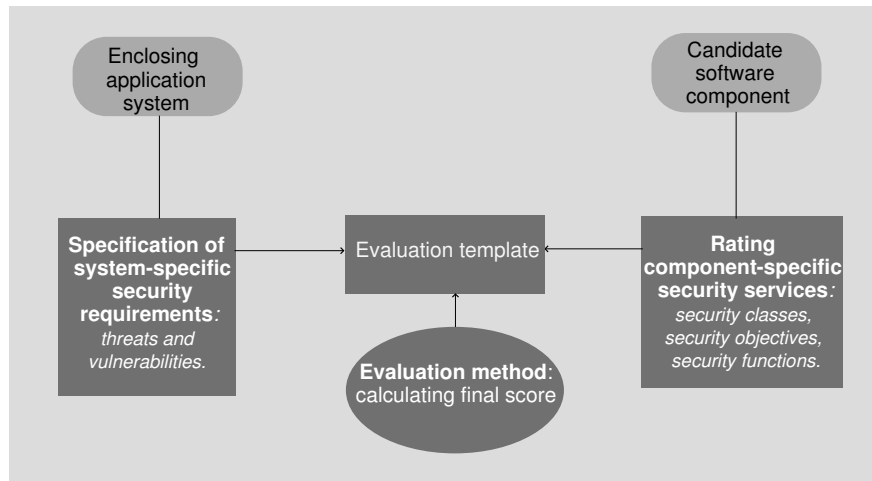 Enclosing
application
system
Candidate
software
component
Specification of
system-specific
security
requirements:
threats and
vulnerabilities.
Evaluation template
Rating
component-specific
security services:
security classes,
security objectives,
security functions.
Evaluation method:
calculating final score